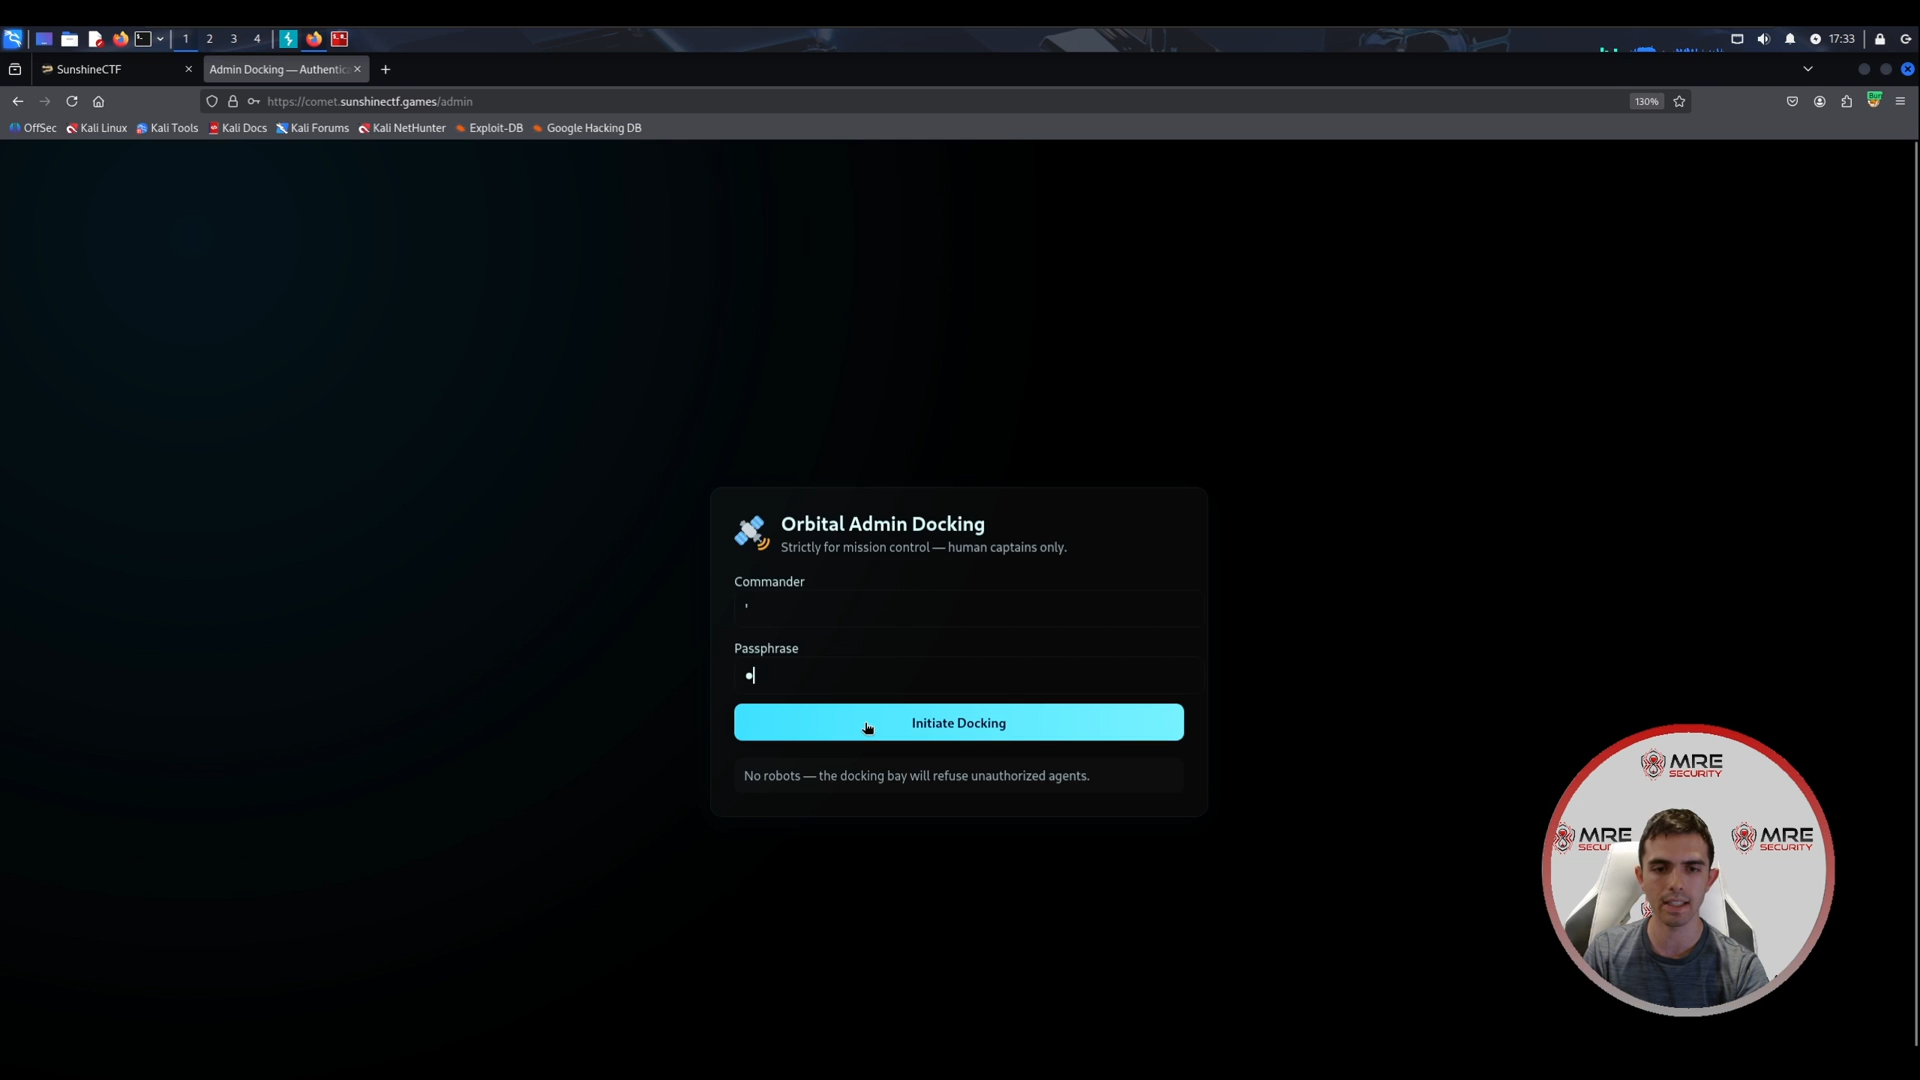 1 2 3 4 17:33
SunshineCTF Admin Docking — Authentic
https://comet.sunshinectf.games/admin 130%
OffSec Kali Linux Kali Tools Kali Docs Kali Forums Kali NetHunter Exploit-DB Google Hacking DB
Orbital Admin Docking
Strictly for mission control — human captains only.
Commander
'
Passphrase
Initiate Docking
No robots — the docking bay will refuse unauthorized agents.
MRE
SECURITY
MRE
MRE
SECURITY